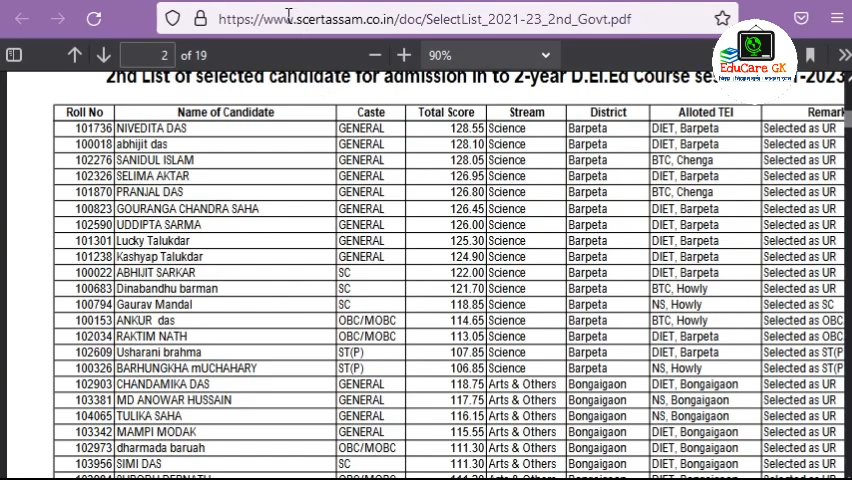 https://www.scertassam.co.in/doc/SelectList_2021-23_2nd_Govt.pdf
2 of 19 90%
EduCare GK
2nd List of selected candidate for admission in to 2-year D.El.Ed Course
Roll No Name of Candidate Caste Total Score Stream District Alloted TEI Remark
101736 NIVEDITA DAS GENERAL 128.55 Science Barpeta DIET, Barpeta Selected as UR
100018 abhijit das GENERAL 128.10 Science Barpeta DIET, Barpeta Selected as UR
102276 SANIDUL ISLAM GENERAL 128.05 Science Barpeta BTC, Chenga Selected as UR
102326 SELIMA AKTAR GENERAL 126.95 Science Barpeta DIET, Barpeta Selected as UR
101870 PRANJAL DAS GENERAL 126.80 Science Barpeta BTC, Chenga Selected as UR
100823 GOURANGA CHANDRA SAHA GENERAL 126.45 Science Barpeta DIET, Barpeta Selected as UR
102590 UDDIPTA SARMA GENERAL 126.00 Science Barpeta DIET, Barpeta Selected as UR
101301 Lucky Talukdar GENERAL 125.30 Science Barpeta DIET, Barpeta Selected as UR
101238 Kashyap Talukdar GENERAL 124.90 Science Barpeta DIET, Barpeta Selected as UR
100022 ABHIJIT SARKAR SC 122.00 Science Barpeta DIET, Barpeta Selected as UR
100683 Dinabandhu barman SC 121.70 Science Barpeta BTC, Howly Selected as UR
100794 Gaurav Mandal SC 118.85 Science Barpeta NS, Howly Selected as SC
100153 ANKUR das OBC/MOBC 114.65 Science Barpeta BTC, Howly Selected as OBC
102034 RAKTIM NATH OBC/MOBC 113.05 Science Barpeta DIET, Barpeta Selected as OBC
102609 Usharani brahma ST(P) 107.85 Science Barpeta DIET, Barpeta Selected as ST(P
100326 BARHUNGKHA mUCHAHARY ST(P) 106.85 Science Barpeta NS, Howly Selected as ST(P
102903 CHANDAMIKA DAS GENERAL 118.75 Arts & Others Bongaigaon DIET, Bongaigaon Selected as UR
103381 MD ANOWAR HUSSAIN GENERAL 117.75 Arts & Others Bongaigaon NS, Bongaigaon Selected as UR
104065 TULIKA SAHA GENERAL 116.15 Arts & Others Bongaigaon NS, Bongaigaon Selected as UR
103342 MAMPI MODAK GENERAL 115.55 Arts & Others Bongaigaon DIET, Bongaigaon Selected as UR
102973 dharmada baruah OBC/MOBC 111.30 Arts & Others Bongaigaon DIET, Bongaigaon Selected as UR
103956 SIMI DAS SC 111.30 Arts & Others Bongaigaon DIET, Bongaigaon Selected as UR